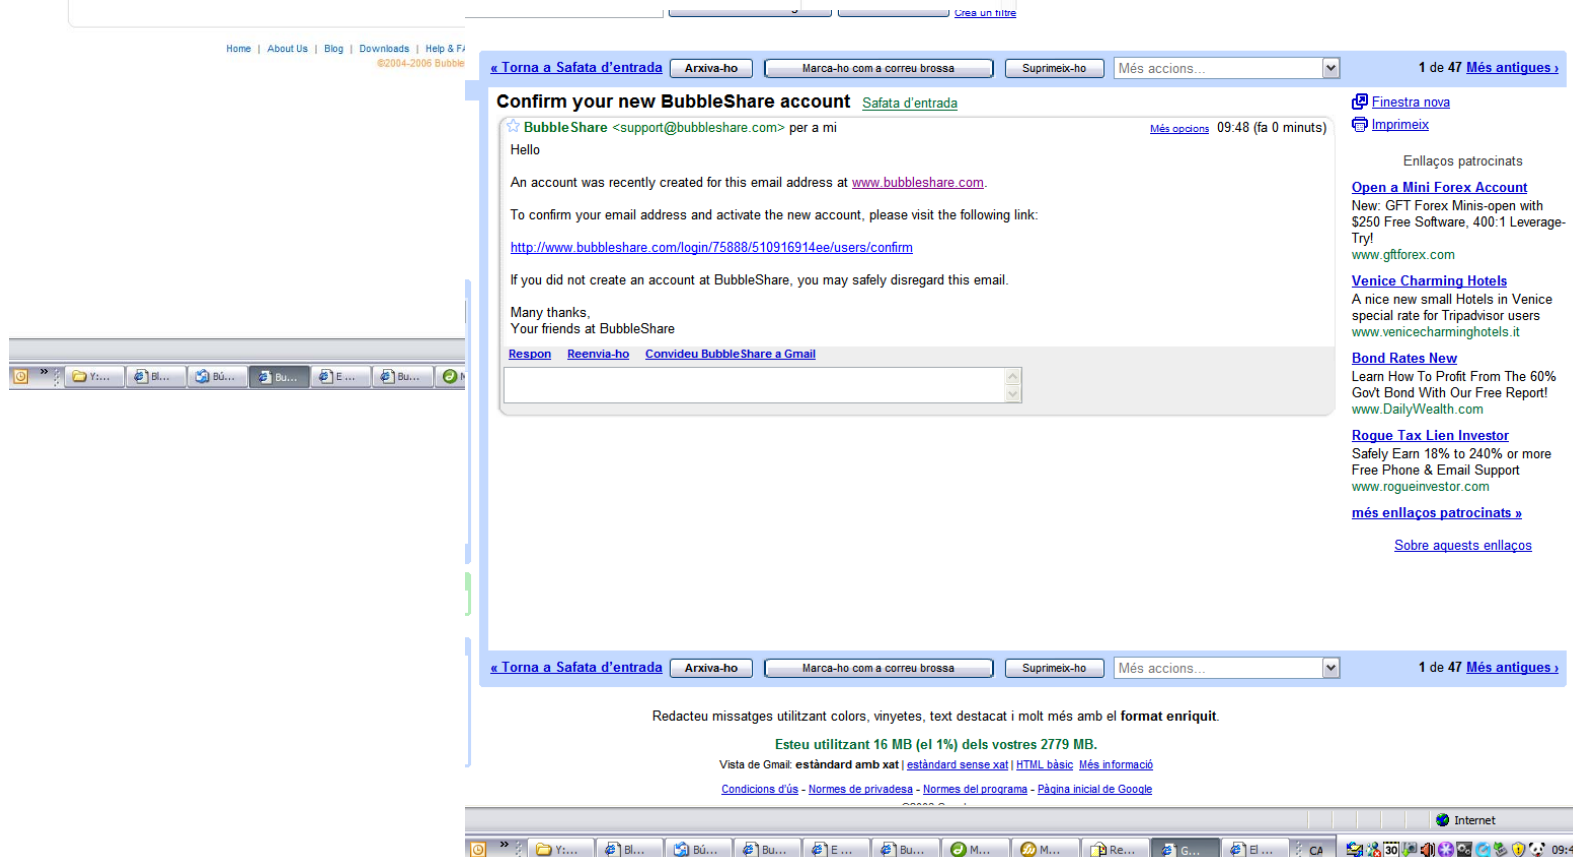 Crea un filtre
Home | About Us | Blog | Downloads | Help & FA
©2004-2006 Bubble
« Torna a Safata d'entrada Arxiva-ho Marca-ho com a correu brossa Suprimeix-ho Més accions... 1 de 47 Més antigues ›
Confirm your new BubbleShare account Safata d'entrada
BubbleShare <support@bubbleshare.com> per a mi Més opcions 09:48 (fa 0 minuts)
Hello
An account was recently created for this email address at www.bubbleshare.com.
To confirm your email address and activate the new account, please visit the following link:
http://www.bubbleshare.com/login/75888/510916914ee/users/confirm
If you did not create an account at BubbleShare, you may safely disregard this email.
Many thanks,
Your friends at BubbleShare
Respon Reenvia-ho Convideu BubbleShare a Gmail
Finestra nova
Imprimeix
Enllaços patrocinats
Open a Mini Forex Account
New: GFT Forex Minis-open with
$250 Free Software, 400:1 Leverage-
Try!
www.gftforex.com
Venice Charming Hotels
A nice new small Hotels in Venice
special rate for Tripadvisor users
www.venicecharminghotels.it
Bond Rates New
Learn How To Profit From The 60%
Gov't Bond With Our Free Report!
www.DailyWealth.com
Rogue Tax Lien Investor
Safely Earn 18% to 240% or more
Free Phone & Email Support
www.rogueinvestor.com
més enllaços patrocinats »
Sobre aquests enllaços
Y:... Bl... Bú... Bu... E ... Bu...
« Torna a Safata d'entrada Arxiva-ho Marca-ho com a correu brossa Suprimeix-ho Més accions... 1 de 47 Més antigues ›
Redacteu missatges utilitzant colors, vinyetes, text destacat i molt més amb el format enriquit.
Esteu utilitzant 16 MB (el 1%) dels vostres 2779 MB.
Vista de Gmail: estàndard amb xat | estàndard sense xat | HTML bàsic Més informació
Condicions d'ús - Normes de privadesa - Normes del programa - Pàgina inicial de Google
Internet
Y:... Bl... Bú... Bu... E ... Bu... M... M... Re... G... El ... CA 30 09:4